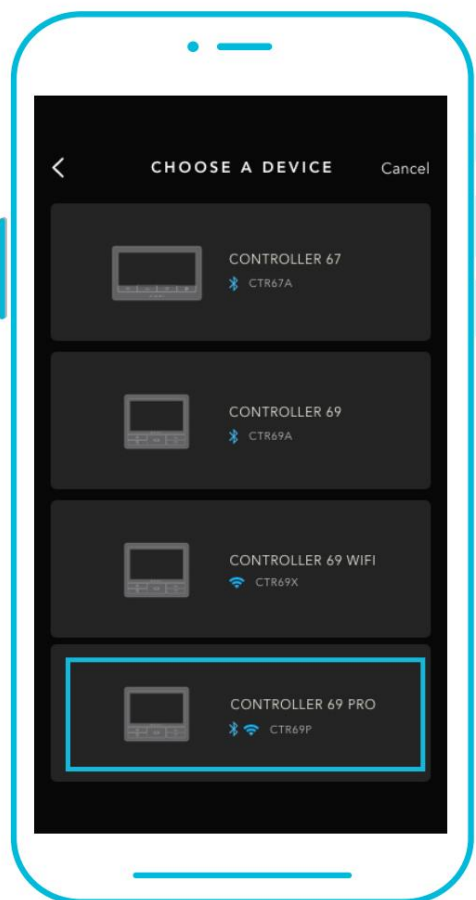 CHOOSE A DEVICE Cancel
CONTROLLER 67
CTR67A
CONTROLLER 69
CTR69A
CONTROLLER 69 WIFI
CTR69X
CONTROLLER 69 PRO
CTR69P